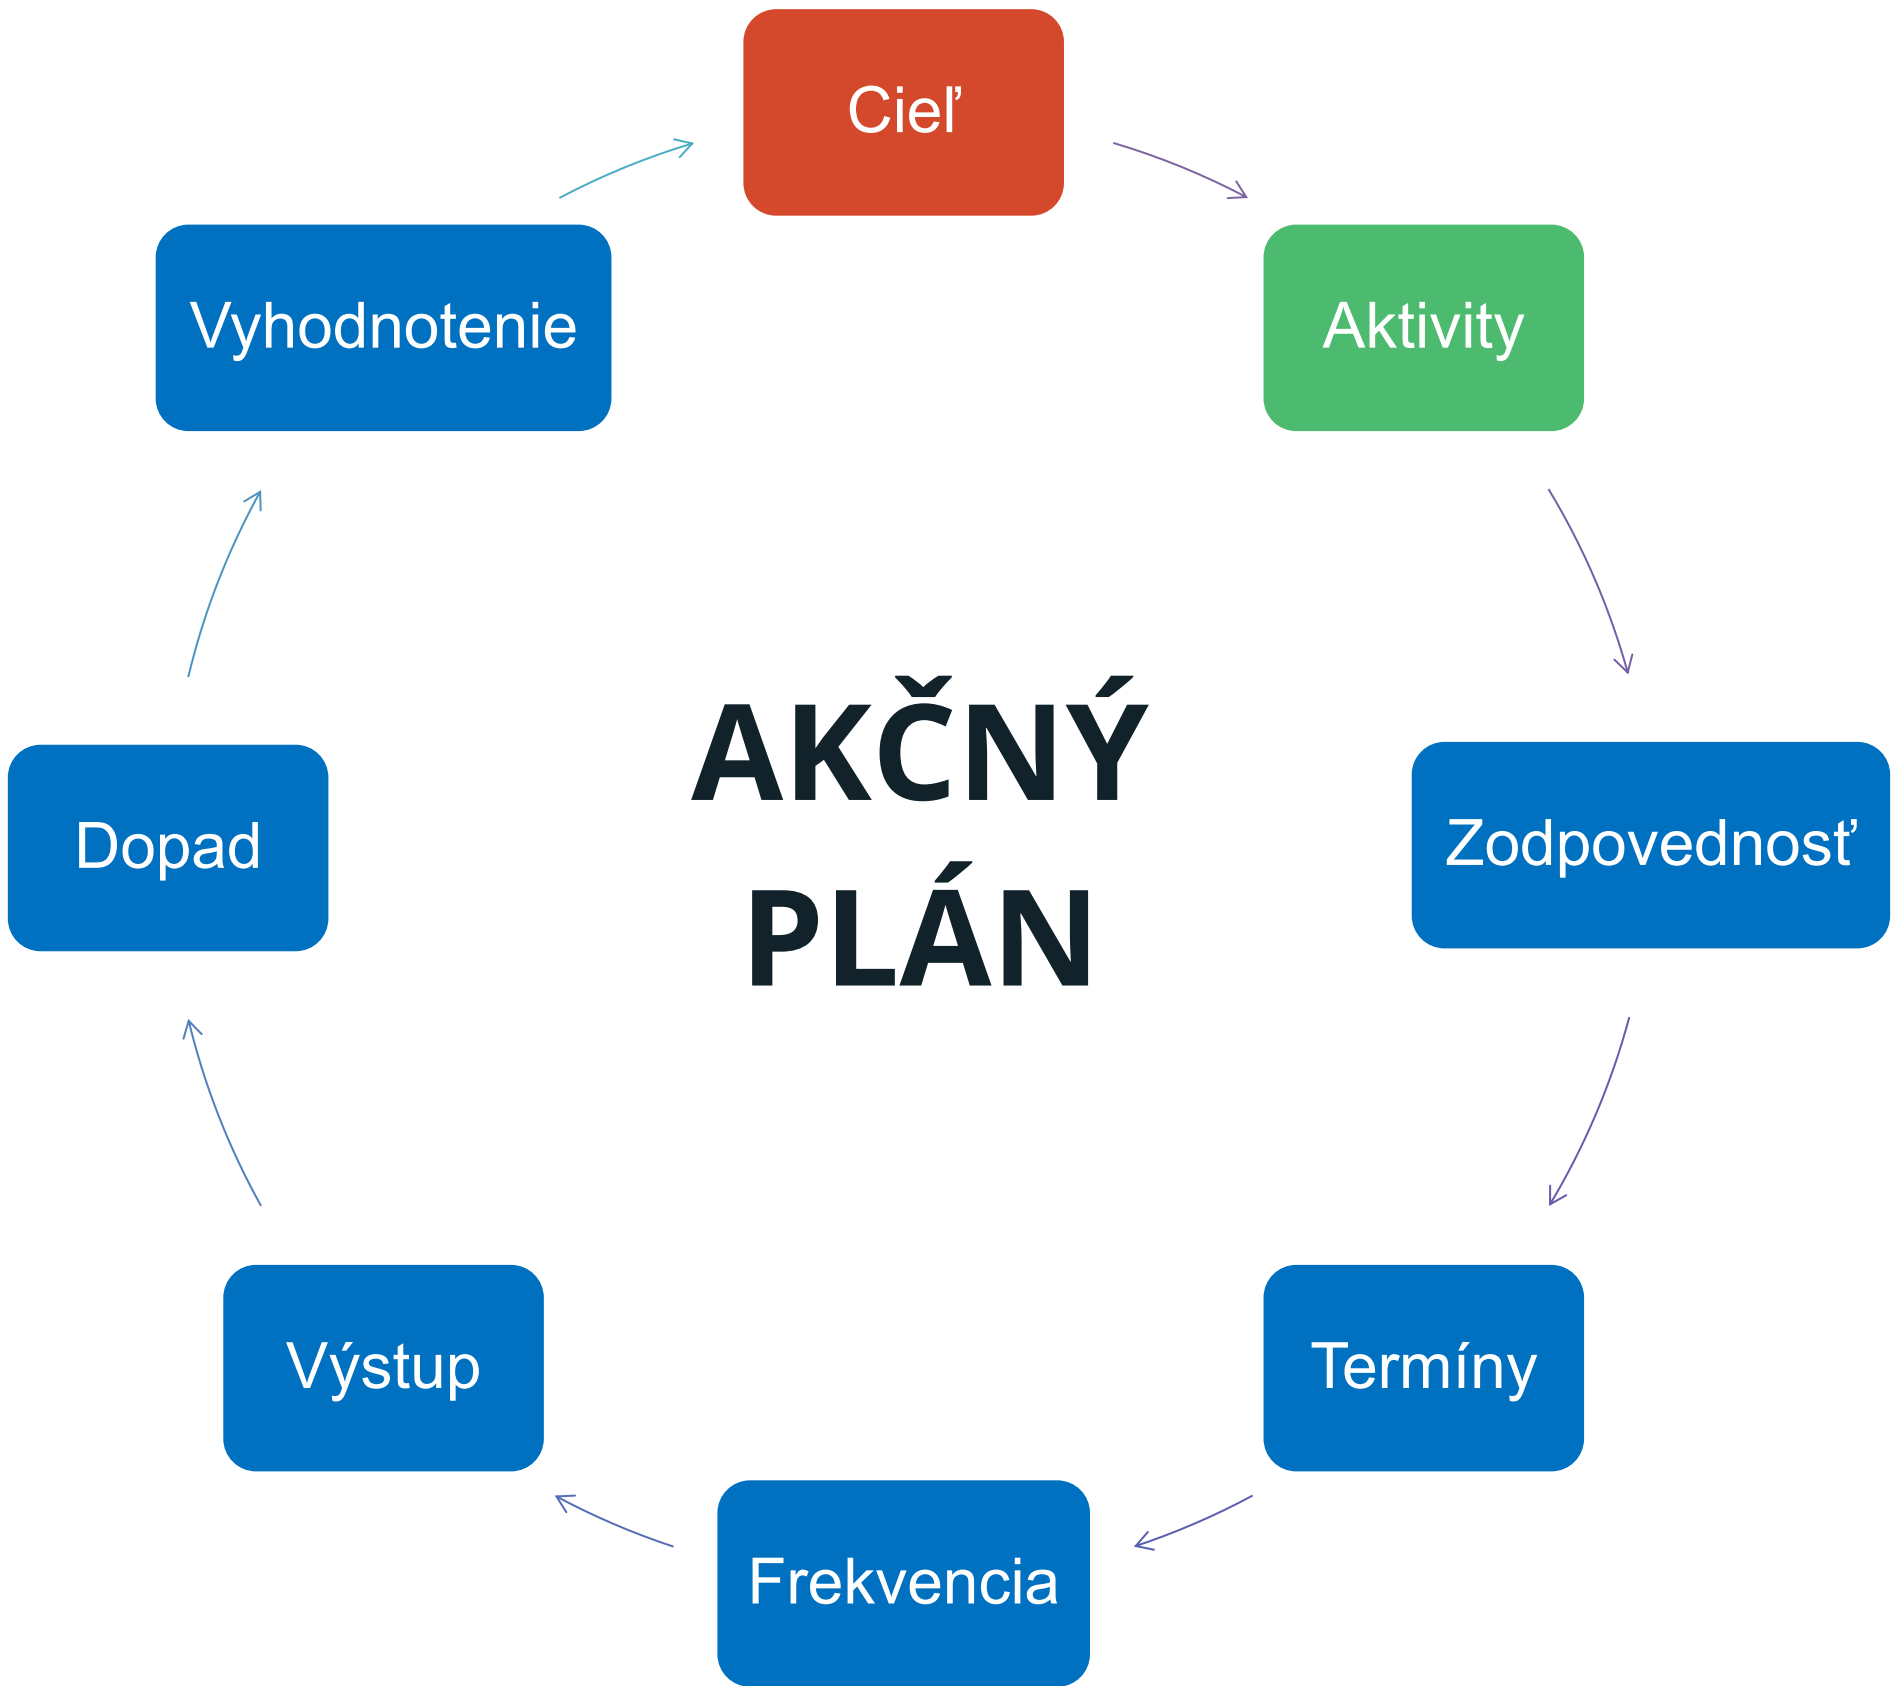 Cieľ
Aktivity
Zodpovednosť
Termíny
Frekvencia
Výstup
Dopad
Vyhodnotenie
AKČNÝ
PLÁN